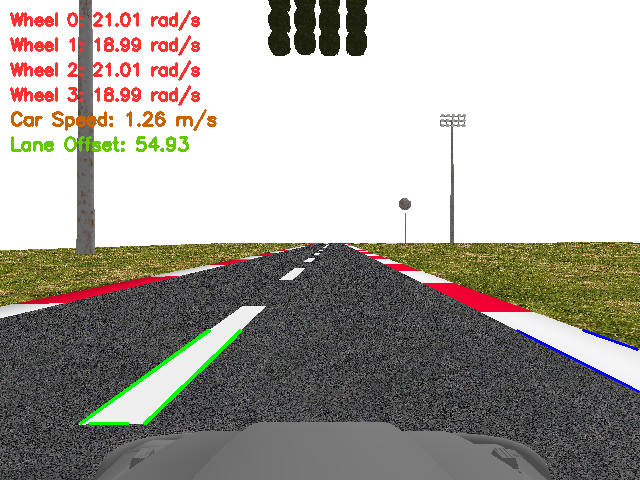 Wheel 0: 21.01 rad/s
Wheel 1: 18.99 rad/s
Wheel 2: 21.01 rad/s
Wheel 3: 18.99 rad/s
Car Speed: 1.26 m/s
Lane Offset: 54.93